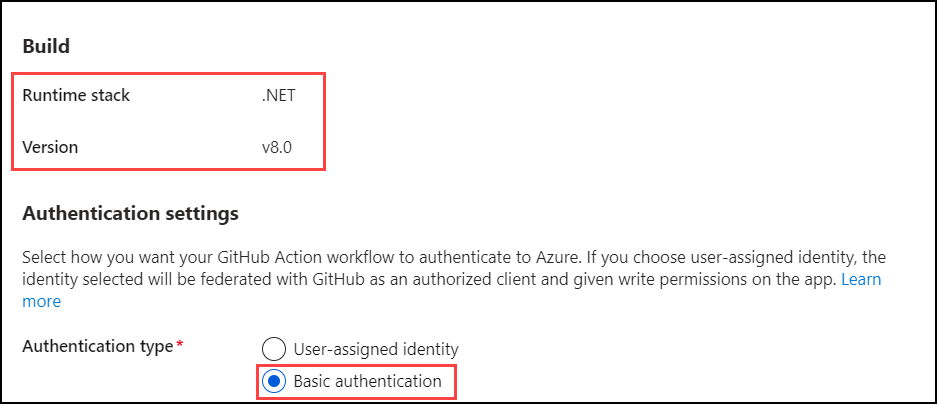 Build
Runtime stack .NET
Version v8.0
Authentication settings
Select how you want your GitHub Action workflow to authenticate to Azure. If you choose user-assigned identity, the
identity selected will be federated with GitHub as an authorized client and given write permissions on the app. Learn
more
Authentication type* User-assigned identity
Basic authentication